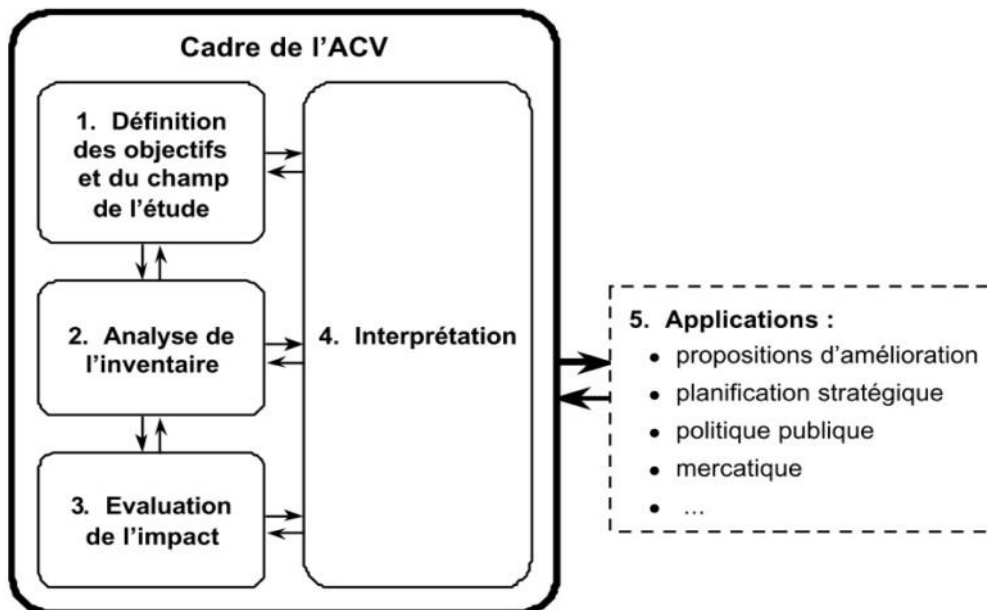 Cadre de l’ACV
1. Définition
des objectifs
et du champ
de l’étude
2. Analyse de
l’inventaire
3. Evaluation
de l’impact
4. Interprétation
5. Applications :
• propositions d’amélioration
• planification stratégique
• politique publique
• mercatique
• ...